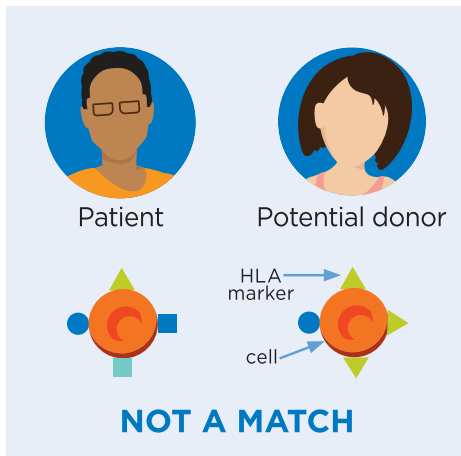 Patient
Potential donor
HLA
marker
cell
NOT A MATCH